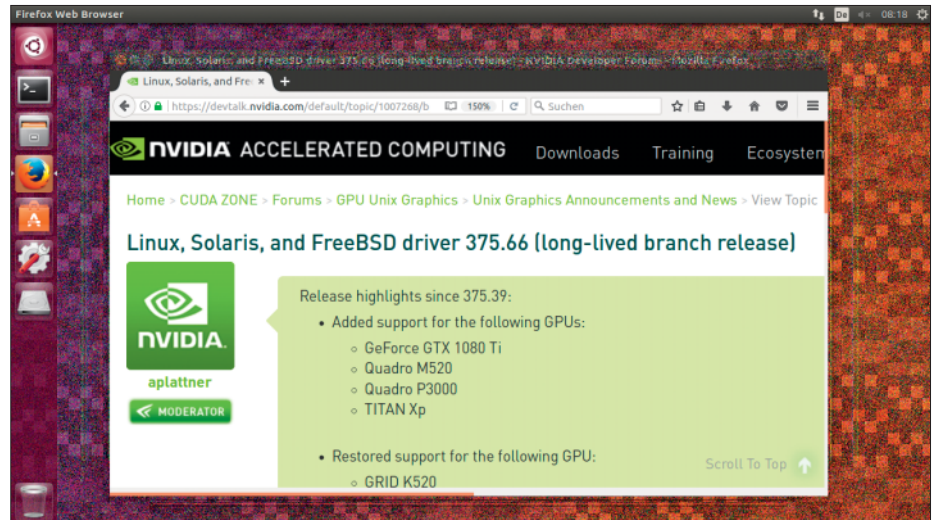 Firefox Web Browser
De
08:18
Linux, Solaris, and FreeBSD driver 375.66 (long-lived branch release) - NVIDIA Developer Forums - Mozilla Firefox
Linux, Solaris, and Fre
https://devtalk.nvidia.com/default/topic/1007268/b
150%
Suchen
NVIDIA ACCELERATED COMPUTING
Downloads
Training
Ecosystem
Home > CUDA ZONE > Forums > GPU Unix Graphics > Unix Graphics Announcements and News > View Topic
Linux, Solaris, and FreeBSD driver 375.66 (long-lived branch release)
NVIDIA.
aplattner
MODERATOR
Release highlights since 375.39:
• Added support for the following GPUs:
◦ GeForce GTX 1080 Ti
◦ Quadro M520
◦ Quadro P3000
◦ TITAN Xp
• Restored support for the following GPU:
◦ GRID K520
Scroll To Top